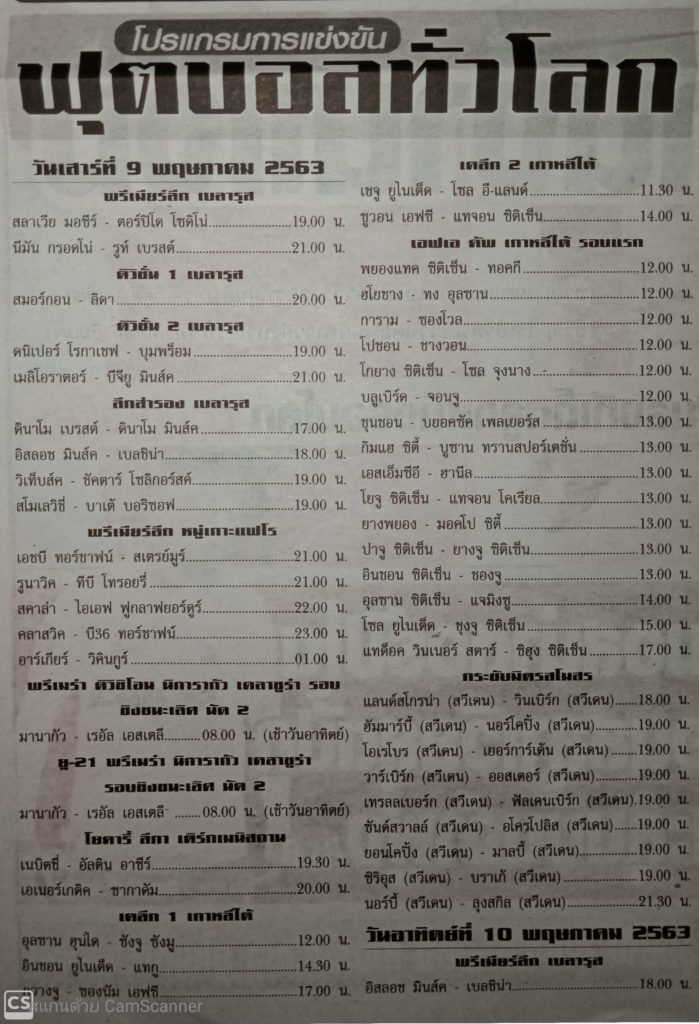 โปรแกรมการแข่งขัน
ฟุตบอลทั่วโลก
วันเสาร์ที่ 9 พฤษภาคม 2563
พรีเมียร์ลีก เบลารุส
สลาเวีย มอซีร์ - ตอร์ปิโด โชดิโน่....................19.00 น.
นีมัน กรอดโน่ - รูห์ เบรสต์............................21.00 น.
ดิวิชั่น 1 เบลารุส
สมอร์กอน - ลิดา..........................................20.00 น.
ดิวิชั่น 2 เบลารุส
ดนิเปอร์ โรกาเชฟ - บุมพร็อม........................19.00 น.
เมลิโอราตอร์ - บีจียู มินส์ค............................21.00 น.
ลีกสำรอง เบลารุส
ดินาโม เบรสต์ - ดินาโม มินส์ค......................17.00 น.
อิสลอช มินส์ค - เบลชิน่า..............................18.00 น.
วิเท็บส์ค - ชัคตาร์ โซลิกอร์สค์.......................19.00 น.
สโมเลวิชี่ - บาเต้ บอริซอฟ............................19.00 น.
พรีเมียร์ลีก หมู่เกาะแฟโร
เอชบี ทอร์ชาฟน์ - สเตรย์มูร์..........................21.00 น.
รูนาวิค - ทีบี โทรอยรี่...................................21.00 น.
สคาล่า - ไอเอฟ ฟูกลาฟยอร์ดูร์.....................22.00 น.
คลาสวิค - บี36 ทอร์ชาฟน์............................23.00 น.
อาร์เกียร์ - วิคินกูร์.......................................01.00 น.
พรีเมร่า ดิวิซิโอน นิการากัว เคลาซูร่า รอบ
ชิงชนะเลิศ นัด 2
มานากัว - เรอัล เอสเตลี..........08.00 น. (เช้าวันอาทิตย์)
ยู-21 พรีเมร่า นิการากัว เคลาซูร่า
รอบชิงชนะเลิศ นัด 2
มานากัว - เรอัล เอสเตลี ........08.00 น. (เช้าวันอาทิตย์)
โยคารี่ ลีกา เติร์กเมนิสถาน
เนบิตชี่ - อัลติน อาซีร์..................................19.30 น.
เอเนอร์เกติค - ซากาดัม................................20.00 น.
เคลีก 1 เกาหลีใต้
อุลซาน ฮุนได - ซังจู ซังมู..............................12.00 น.
อินชอน ยูไนเต็ด - แทกู.................................14.30 น.
กวางจู - ซองนัม เอฟซี..................................17.00 น.
เคลีก 2 เกาหลีใต้
เชจู ยูไนเต็ด - โซล อี-แลนด์...........................11.30 น.
ซูวอน เอฟซี - แทจอน ซิติเซ็น........................14.00 น.
เอฟเอ คัพ เกาหลีใต้ รอบแรก
พยองแทค ซิติเซ็น - ทอคกี............................12.00 น.
ฮโยชาง - ทง อุลซาน....................................12.00 น.
การาม - ซองโวล..........................................12.00 น.
โปชอน - ชางวอน.........................................12.00 น.
โกยาง ซิติเซ็น - โซล จุงนาง...........................12.00 น.
บลูเบิร์ด - จอนจู...........................................12.00 น.
ชุนชอน - บยอคชัค เพลเยอร์ส.......................13.00 น.
กิมแฮ ซิตี้ - บูซาน ทรานสปอร์เตชั่น................13.00 น.
เอสเอ็มซีอี - ฮานีล........................................13.00 น.
โยจู ซิติเซ็น - แทจอน โคเรียล.........................13.00 น.
ยางพยอง - มอคโป ซิตี้.................................13.00 น.
ปาจู ซิติเซ็น - ยางจู ซิติเซ็น............................13.00 น.
อินชอน ซิติเซ็น - ชองจู..................................13.00 น.
อุลซาน ซิติเซ็น - แจมิงซู................................14.00 น.
โซล ยูไนเต็ด - ชุงจู ซิติเซ็น.............................15.00 น.
แทด็อค วินเนอร์ สตาร์ - ชิฮุง ซิติเซ็น...............17.00 น.
กระชับมิตรสโมสร
แลนด์สโกรน่า (สวีเดน) - วินเบิร์ก (สวีเดน)......18.00 น.
ฮัมมาร์บี้ (สวีเดน) - นอร์โคปิ้ง (สวีเดน)...........19.00 น.
โอเรโบร (สวีเดน) - เยอร์การ์เด้น (สวีเดน).......19.00 น.
วาร์เบิร์ก (สวีเดน) - ออสเตอร์ (สวีเดน)............19.00 น.
เทรลลเบอร์ก (สวีเดน) - ฟัลเคนเบิร์ก (สวีเดน).19.00 น.
ซันด์สวาลล์ (สวีเดน) - อโครโปลิส (สวีเดน).....19.00 น.
ยอนโคปิ้ง (สวีเดน) - มาลบี้ (สวีเดน)...............19.00 น.
ซิริอุส (สวีเดน) - บราเก้ (สวีเดน)....................19.00 น.
นอร์บี้ (สวีเดน) - ลุงสกิล (สวีเดน)...................21.30 น.
วันอาทิตย์ที่ 10 พฤษภาคม 2563
พรีเมียร์ลีก เบลารุส
อิสลอช มินส์ค - เบลชิน่า................................18.00 น.
CS สแกนด้วย CamScanner